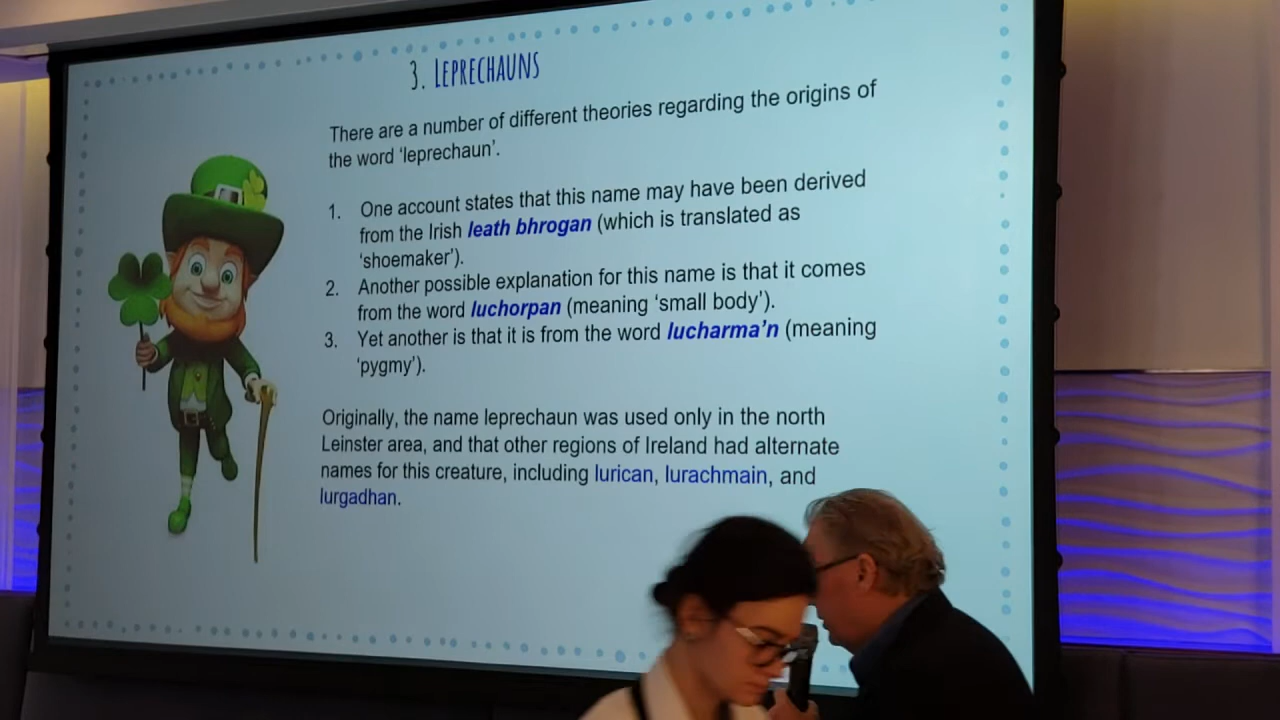 3. LEPRECHAUNS
There are a number of different theories regarding the origins of
the word ‘leprechaun’.
1. One account states that this name may have been derived
from the Irish leath bhrogan (which is translated as
‘shoemaker’).
2. Another possible explanation for this name is that it comes
from the word luchorpan (meaning ‘small body’).
3. Yet another is that it is from the word lucharma’n (meaning
‘pygmy’).
Originally, the name leprechaun was used only in the north
Leinster area, and that other regions of Ireland had alternate
names for this creature, including lurican, lurachmain, and
lurgadhan.